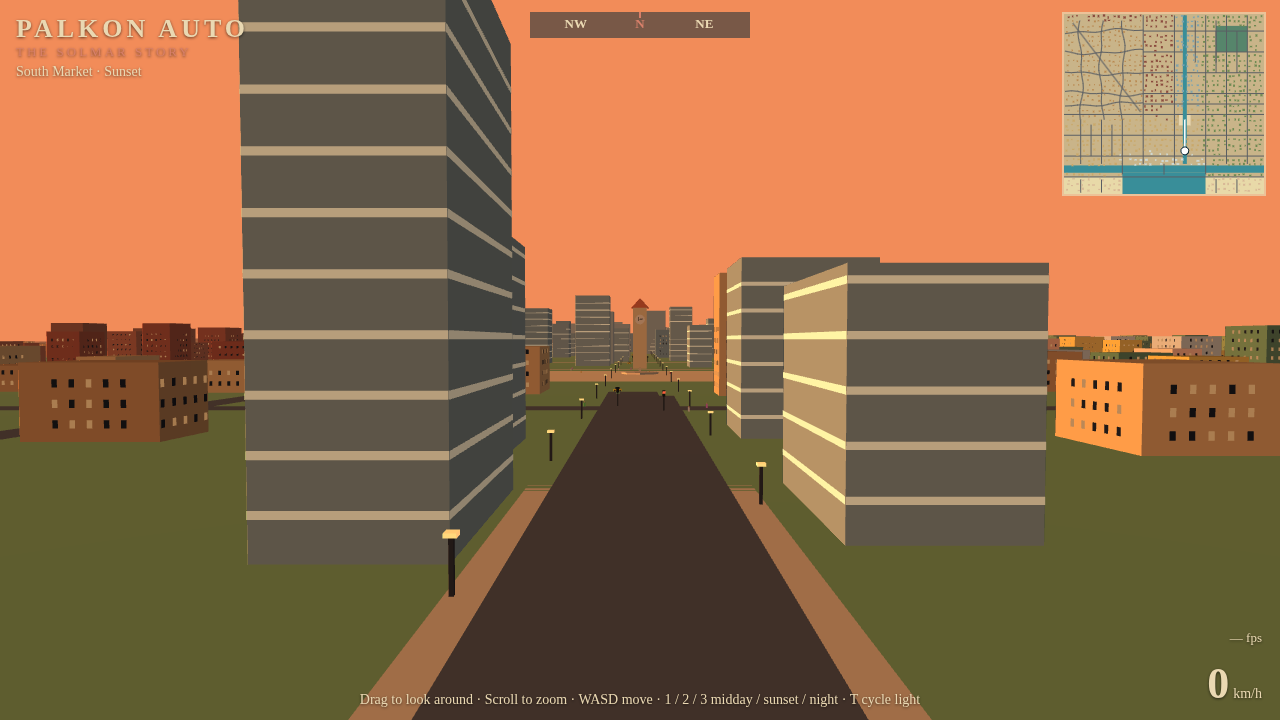 PALKON AUTO
THE SOLMAR STORY
South Market · Sunset
NW N NE
— fps
0 km/h
Drag to look around · Scroll to zoom · WASD move · 1 / 2 / 3 midday / sunset / night · T cycle light